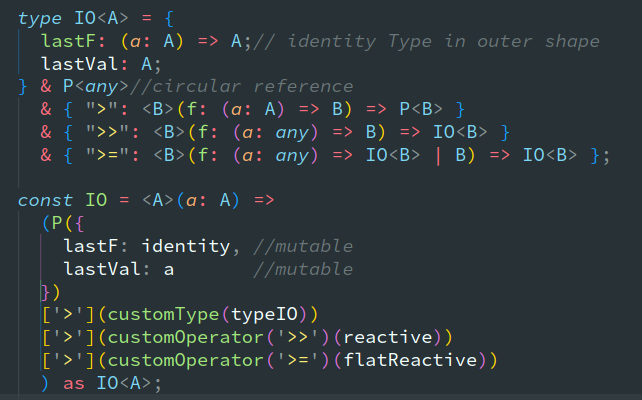 type IO<A> = {
  lastF: (a: A) => A;// identity Type in outer shape
  lastVal: A;
} & P<any>//circular reference
  & { ">": <B>(f: (a: A) => B) => P<B> }
  & { ">>": <B>(f: (a: any) => B) => IO<B> }
  & { ">=": <B>(f: (a: any) => IO<B> | B) => IO<B> };

const IO = <A>(a: A) =>
  (P({
    lastF: identity, //mutable
    lastVal: a       //mutable
  })
  ['>'](customType(typeIO))
  ['>'](customOperator('>>')(reactive))
  ['>'](customOperator('>=')(flatReactive))
  ) as IO<A>;